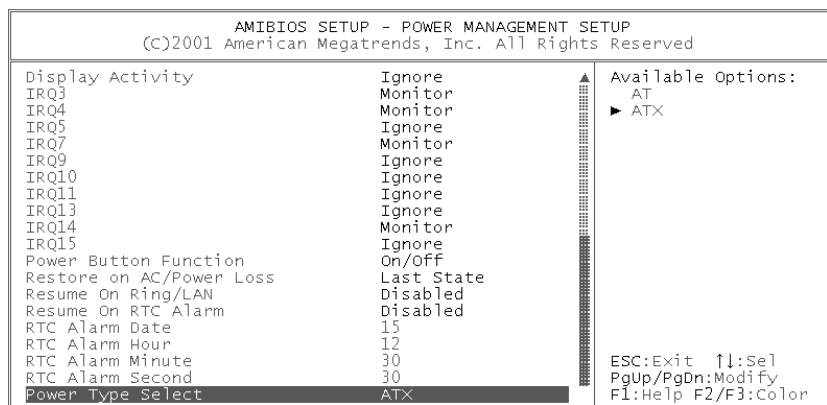 AMIBIOS SETUP - POWER MANAGEMENT SETUP
(C)2001 American Megatrends, Inc. All Rights Reserved
Display Activity Ignore
IRQ3 Monitor
IRQ4 Monitor
IRQ5 Ignore
IRQ7 Monitor
IRQ9 Ignore
IRQ10 Ignore
IRQ11 Ignore
IRQ13 Ignore
IRQ14 Monitor
IRQ15 Ignore
Power Button Function On/Off
Restore on AC/Power Loss Last State
Resume On Ring/LAN Disabled
Resume On RTC Alarm Disabled
RTC Alarm Date 15
RTC Alarm Hour 12
RTC Alarm Minute 30
RTC Alarm Second 30
Power Type Select ATX
Available Options:
AT
► ATX
ESC:Exit ↑↓:Sel
PgUp/PgDn:Modify
F1:Help F2/F3:Color